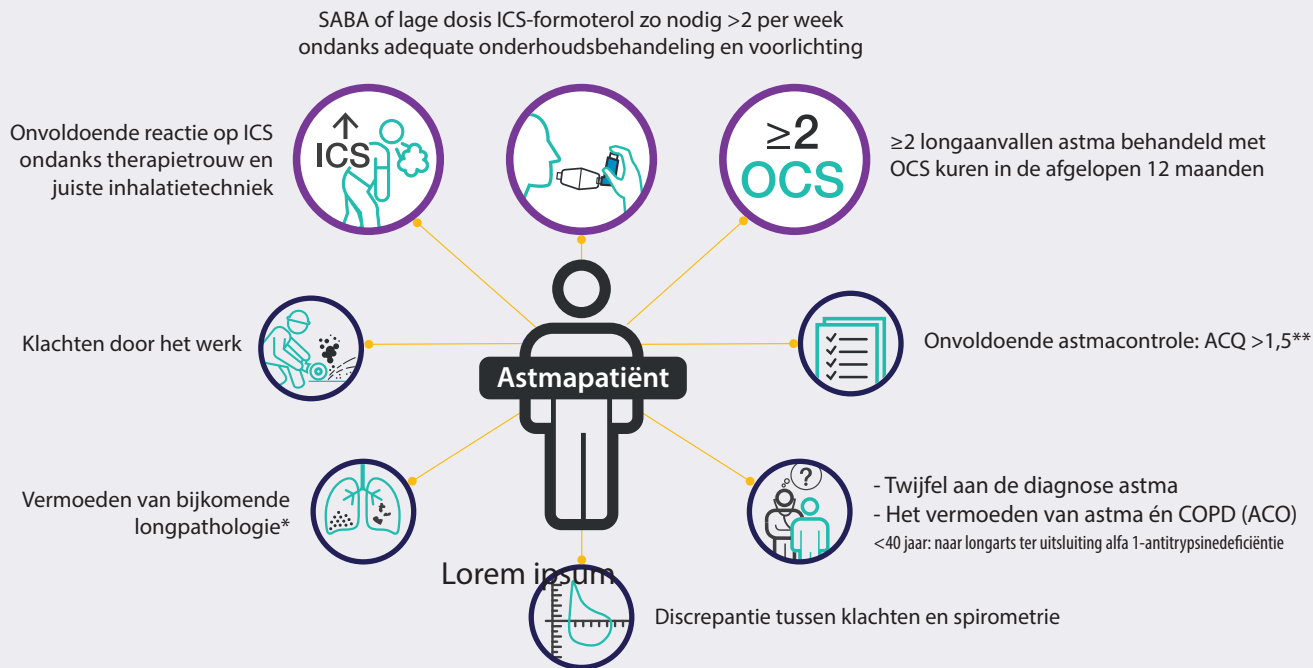 SABA of lage dosis ICS-formoterol zo nodig >2 per week
ondanks adequate onderhoudsbehandeling en voorlichting
Onvoldoende reactie op ICS
ondanks therapietrouw en
juiste inhalatietechniek
ICS
≥2
OCS
≥2 longaanvallen astma behandeld met
OCS kuren in de afgelopen 12 maanden
Klachten door het werk
Onvoldoende astmacontrole: ACQ >1,5**
Astmapatiënt
Vermoeden van bijkomende
longpathologie*
?
- Twijfel aan de diagnose astma
- Het vermoeden van astma én COPD (ACO)
<40 jaar: naar longarts ter uitsluiting alfa 1-antitrypsinedeficiëntie
Lorem ipsum
Discrepantie tussen klachten en spirometrie